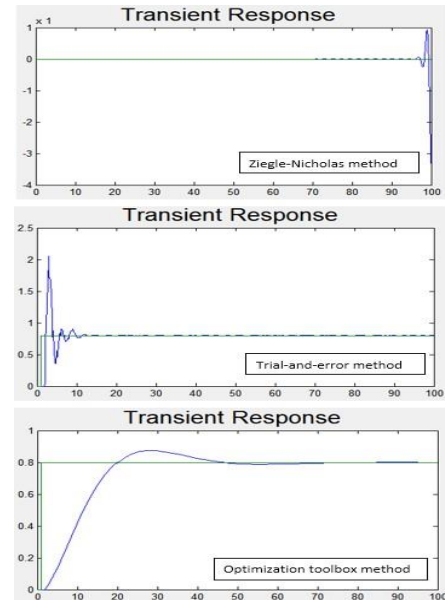 Transient Response
× 1
1
0
-1
-2
-3
-4
0 10 20 30 40 50 60 70 80 90 100
Ziegle-Nicholas method
Transient Response
2.5
2
1.5
1
0.5
0
0 10 20 30 40 50 60 70 80 90 100
Trial-and-error method
Transient Response
1
0.8
0.6
0.4
0.2
0
0 10 20 30 40 50 60 70 80 90 100
Optimization toolbox method